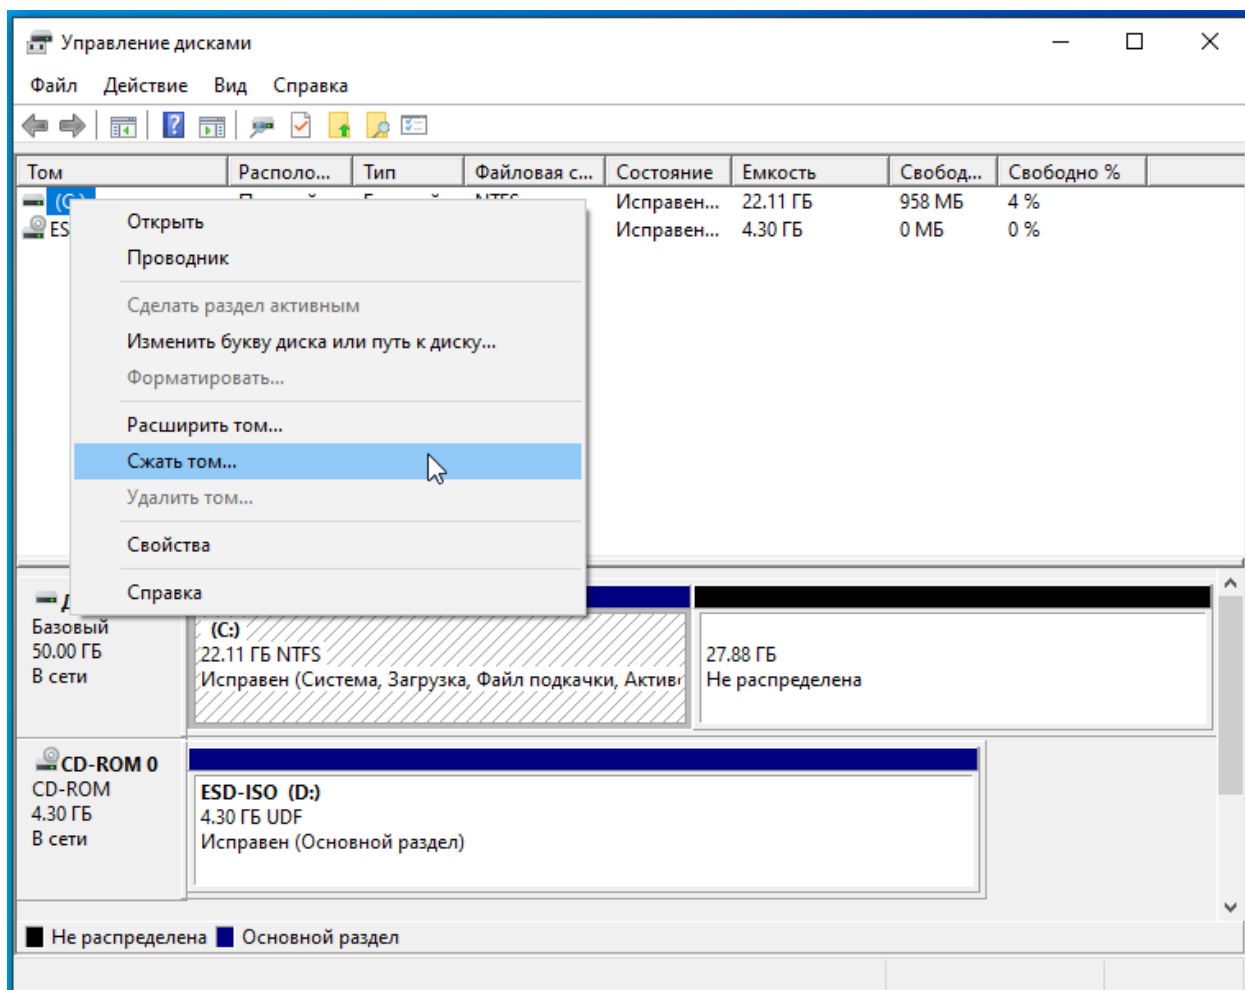 Управление дисками
Файл Действие Вид Справка
Том Располо... Тип Файловая с... Состояние Емкость Свобод... Свободно %
Исправен... 22.11 ГБ 958 МБ 4 %
ES Исправен... 4.30 ГБ 0 МБ 0 %
Открыть
Проводник
Сделать раздел активным
Изменить букву диска или путь к диску...
Форматировать...
Расширить том...
Сжать том...
Удалить том...
Свойства
Справка
Базовый
50.00 ГБ
В сети
(C:)
22.11 ГБ NTFS
Исправен (Система, Загрузка, Файл подкачки, Активн
27.88 ГБ
Не распределена
CD-ROM 0
CD-ROM
4.30 ГБ
В сети
ESD-ISO (D:)
4.30 ГБ UDF
Исправен (Основной раздел)
Не распределена Основной раздел